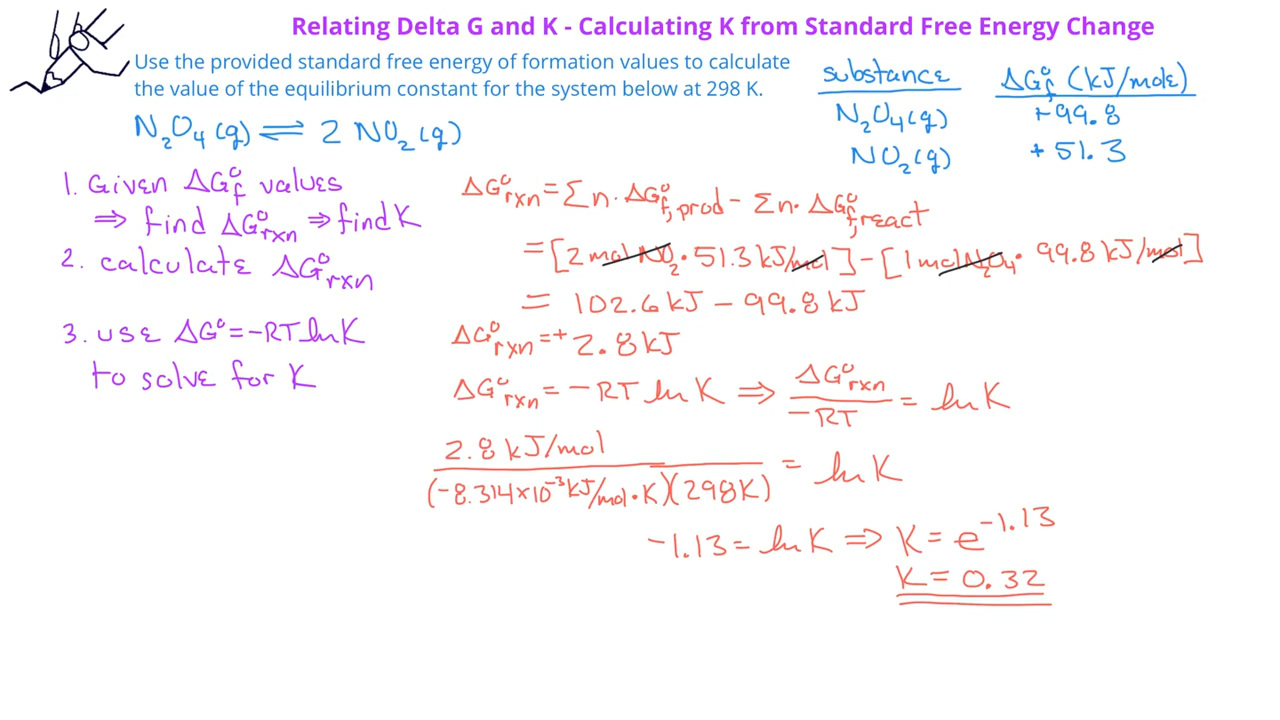 Relating Delta G and K - Calculating K from Standard Free Energy Change
Use the provided standard free energy of formation values to calculate
the value of the equilibrium constant for the system below at 298 K.
N₂O₄(g) ⇌ 2 NO₂(g)
substance ΔG°f (kJ/mole)
N₂O₄(g) +99.8
NO₂(g) +51.3
1. Given ΔG°f values
⇒ find ΔG°rxn ⇒ find K
2. calculate ΔG°rxn
3. use ΔG° = -RT ln K
to solve for K
ΔG°rxn = Σn · ΔG°f, prod - Σn · ΔG°f, react
= [2 mol NO₂ · 51.3 kJ/mol] - [1 mol N₂O₄ · 99.8 kJ/mol]
= 102.6 kJ - 99.8 kJ
ΔG°rxn = +2.8 kJ
ΔG°rxn = -RT ln K ⇒ ΔG°rxn / -RT = ln K
2.8 kJ/mol
(-8.314×10⁻³ kJ/mol·K)(298K) = ln K
-1.13 = ln K ⇒ K = e^-1.13
K = 0.32